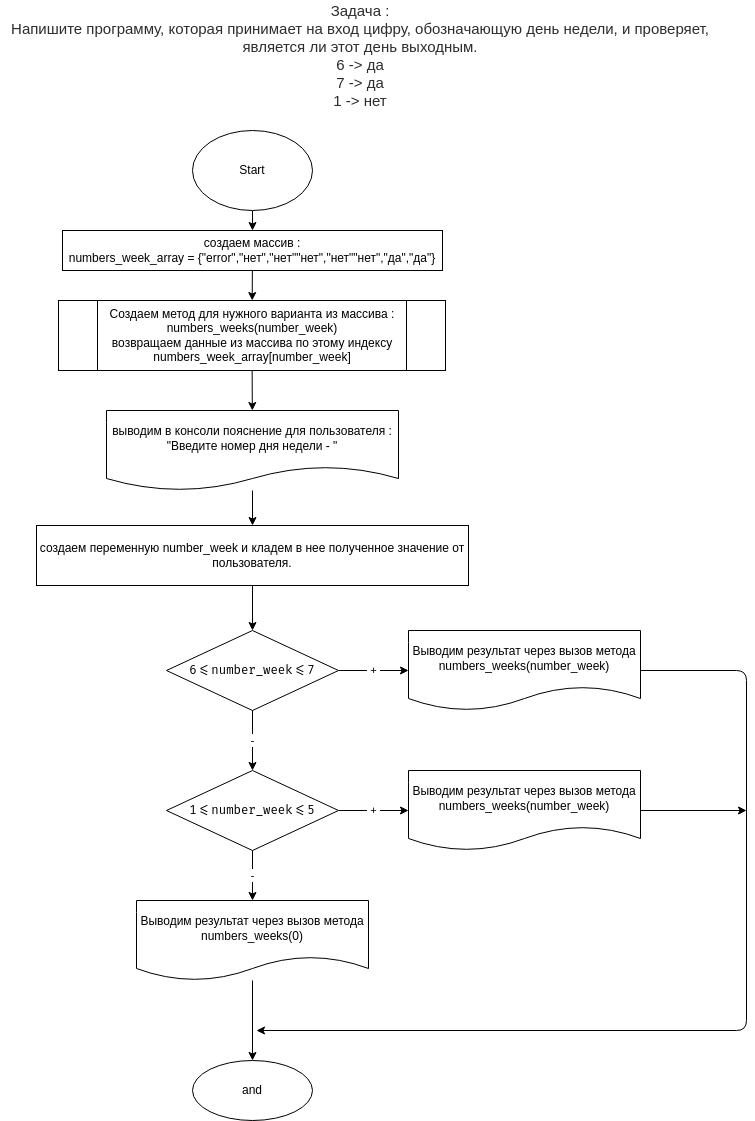 Задача :
Напишите программу, которая принимает на вход цифру, обозначающую день недели, и проверяет,
является ли этот день выходным.
6 -> да
7 -> да
1 -> нет
Start
создаем массив :
numbers_week_array = {"error","нет","нет""нет","нет""нет","да","да"}
Создаем метод для нужного варианта из массива :
numbers_weeks(number_week)
возвращаем данные из массива по этому индексу
numbers_week_array[number_week]
выводим в консоли пояснение для пользователя :
"Введите номер дня недели - "
создаем переменную number_week и кладем в нее полученное значение от
пользователя.
6 ⩽ number_week ⩽ 7
+
Выводим результат через вызов метода
numbers_weeks(number_week)
-
1 ⩽ number_week ⩽ 5
+
Выводим результат через вызов метода
numbers_weeks(number_week)
-
Выводим результат через вызов метода
numbers_weeks(0)
and